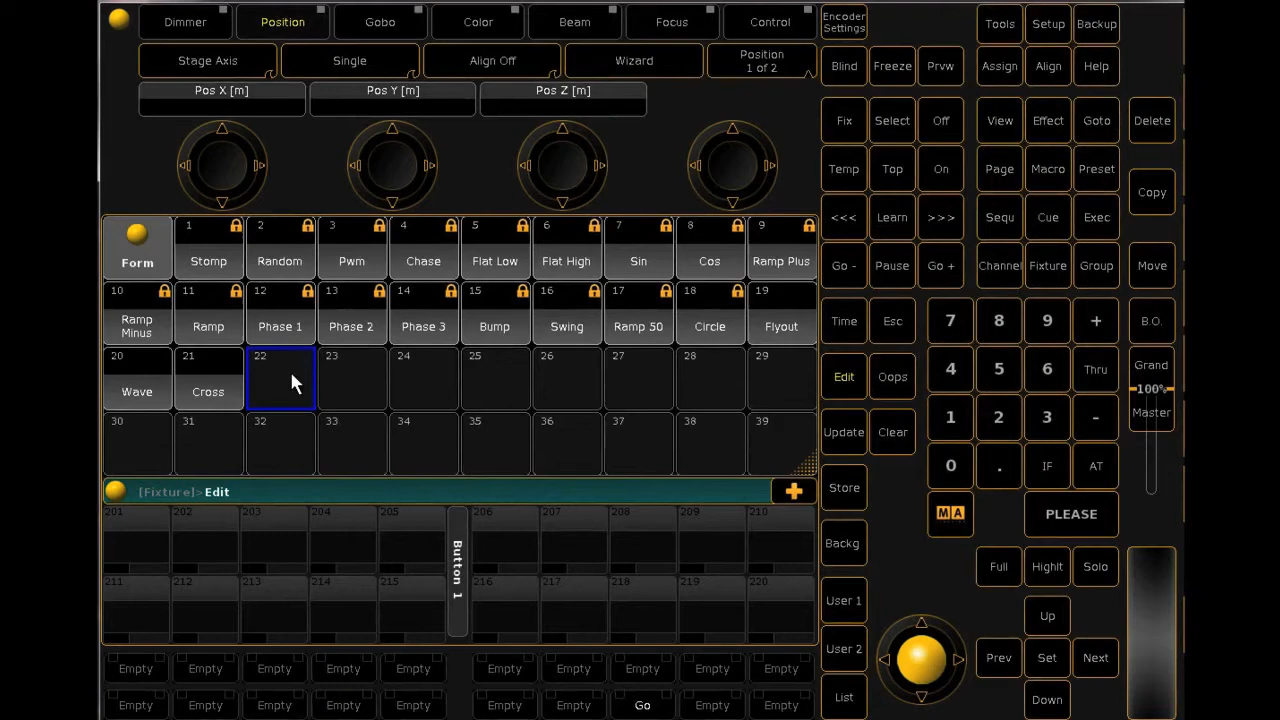 Dimmer Position Gobo Color Beam Focus Control Encoder Settings Tools Setup Backup
Stage Axis Single Align Off Wizard Position 1 of 2 Blind Freeze Prvw Assign Align Help
Pos X [m] Pos Y [m] Pos Z [m]
Fix Select Off View Effect Goto Delete
Temp Top On Page Macro Preset Copy
<<< Learn >>> Sequ Cue Exec
Go - Pause Go + Channel Fixture Group Move
Form 1 Stomp 2 Random 3 Pwm 4 Chase 5 Flat Low 6 Flat High 7 Sin 8 Cos 9 Ramp Plus
10 Ramp Minus 11 Ramp 12 Phase 1 13 Phase 2 14 Phase 3 15 Bump 16 Swing 17 Ramp 50 18 Circle 19 Flyout
20 Wave 21 Cross 22 23 24 25 26 27 28 29
30 31 32 33 34 35 36 37 38 39
Time Esc 7 8 9 + B.O.
Edit Oops 4 5 6 Thru Grand 100% Master
Update Clear 1 2 3 -
Store 0 . IF AT
[Fixture]>Edit
MA PLEASE
201 202 203 204 205 Button 1 206 207 208 209 210
Backg
Full Highlt Solo
211 212 213 214 215 216 217 218 219 220
User 1 Up
User 2 Prev Set Next
Empty Empty Empty Empty Empty Empty Empty Empty Empty Empty
List Down
Empty Empty Empty Empty Empty Empty Empty Go Empty Empty